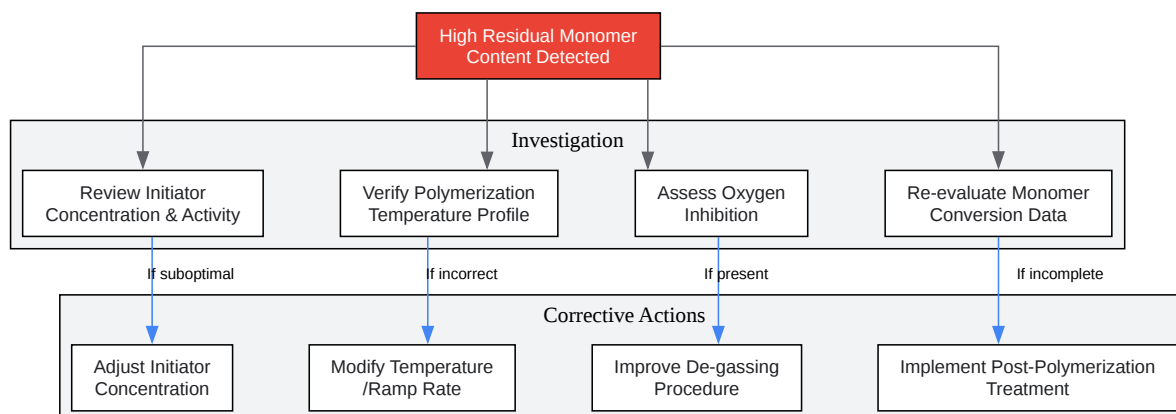 High Residual Monomer
Content Detected
Investigation
Review Initiator
Concentration & Activity
Verify Polymerization
Temperature Profile
Assess Oxygen
Inhibition
Re-evaluate Monomer
Conversion Data
If suboptimal
If incorrect
If present
If incomplete
Corrective Actions
Adjust Initiator
Concentration
Modify Temperature
/Ramp Rate
Improve De-gassing
Procedure
Implement Post-Polymerization
Treatment